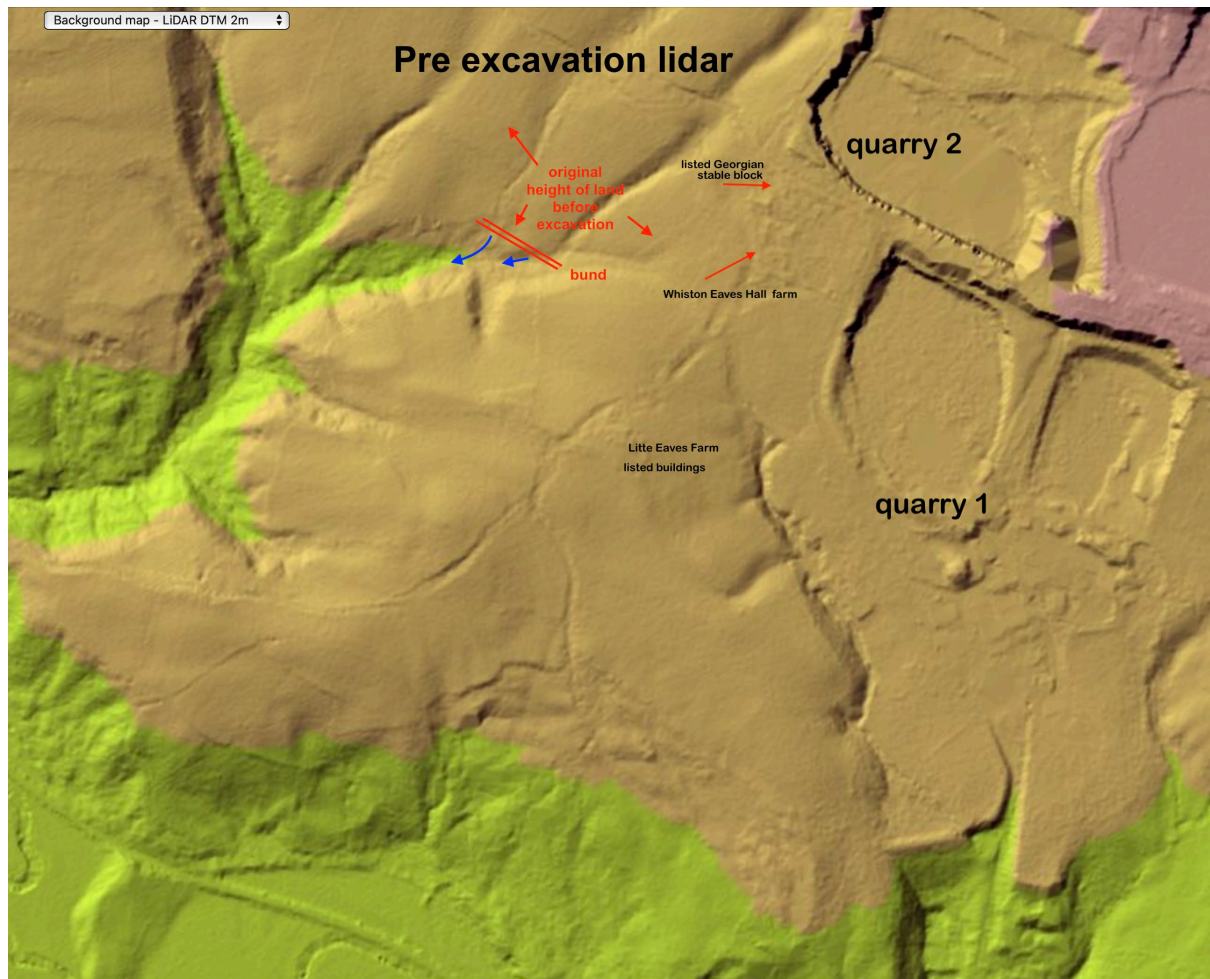 Background map - LiDAR DTM 2m
Pre excavation lidar
quarry 2
listed Georgian
stable block
original
height of land
before
excavation
bund
Whiston Eaves Hall farm
Litte Eaves Farm
listed buildings
quarry 1